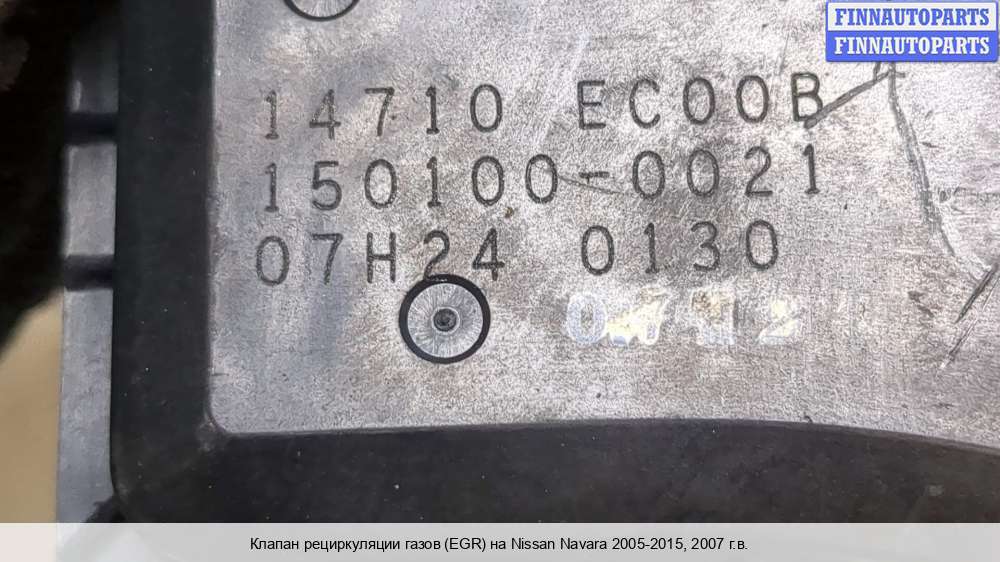 FINNAUTOPARTS
FINNAUTOPARTS
14710 EC00B
150100-0021
07H24 0130
Клапан рециркуляции газов (EGR) на Nissan Navara 2005-2015, 2007 г.в.